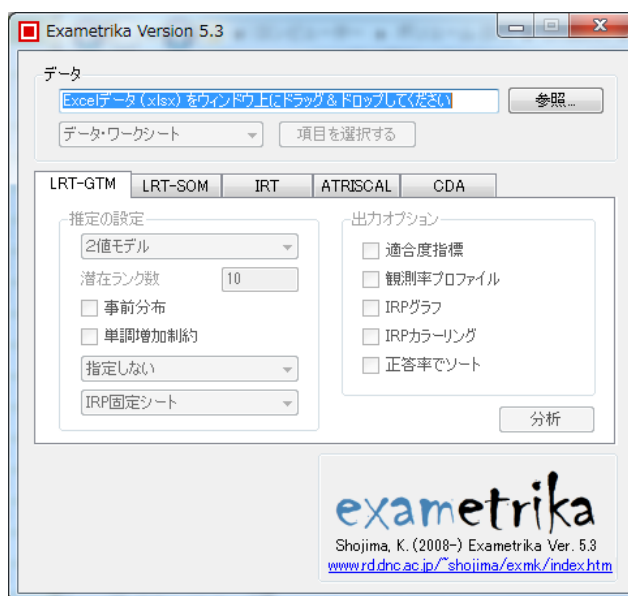 Exametrika Version 5.3
データ
Excelデータ (xlsx) をウィンドウ上にドラッグ & ドロップしてください
参照...
データ・ワークシート
項目を選択する
LRT-GTM LRT-SOM IRT ATRISCAL CDA
推定の設定
2値モデル
潜在ランク数 10
事前分布
単調増加制約
指定しない
IRP固定シート
出力オプション
適合度指標
観測率プロファイル
IRPグラフ
IRPカラーリング
正答率でソート
分析
exametrika
Shojima, K. (2008-) Exametrika Ver. 5.3
www.rd.dnc.ac.jp/~shojima/exmk/index.htm